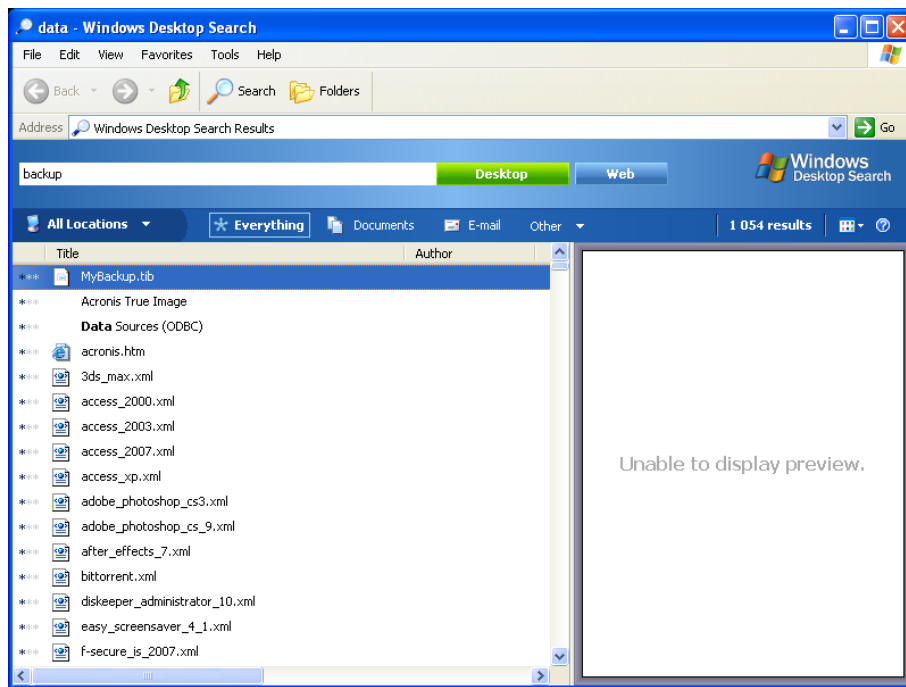 data - Windows Desktop Search
File Edit View Favorites Tools Help
Back Search Folders
Address Windows Desktop Search Results Go
backup Desktop Web Windows Desktop Search
All Locations Everything Documents E-mail Other 1 054 results
Title Author
MyBackup.tib
Acronis True Image
Data Sources (ODBC)
acronis.htm
3ds_max.xml
access_2000.xml
access_2003.xml
access_2007.xml
access_xp.xml
adobe_photoshop_cs3.xml
adobe_photoshop_cs_9.xml
after_effects_7.xml
bittorrent.xml
diskeeper_administrator_10.xml
easy_screensaver_4_1.xml
f-secure_is_2007.xml
Unable to display preview.